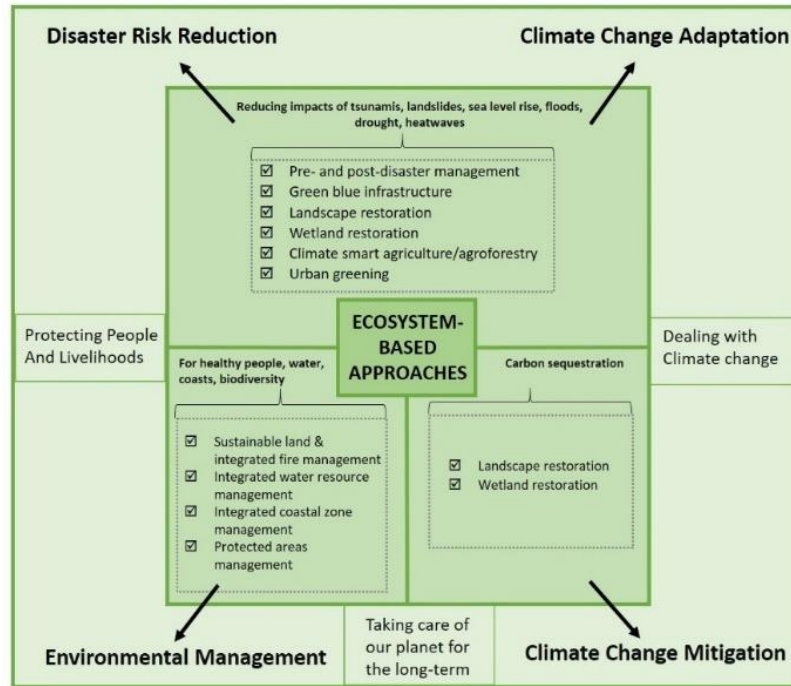 Disaster Risk Reduction
Climate Change Adaptation
Reducing impacts of tsunamis, landslides, sea level rise, floods,
drought, heatwaves
Pre- and post-disaster management
Green blue infrastructure
Landscape restoration
Wetland restoration
Climate smart agriculture/agroforestry
Urban greening
Protecting People
And Livelihoods
ECOSYSTEM-
BASED
APPROACHES
Dealing with
Climate change
For healthy people, water,
coasts, biodiversity
Sustainable land &
integrated fire management
Integrated water resource
management
Integrated coastal zone
management
Protected areas
management
Carbon sequestration
Landscape restoration
Wetland restoration
Environmental Management
Taking care of
our planet for
the long-term
Climate Change Mitigation